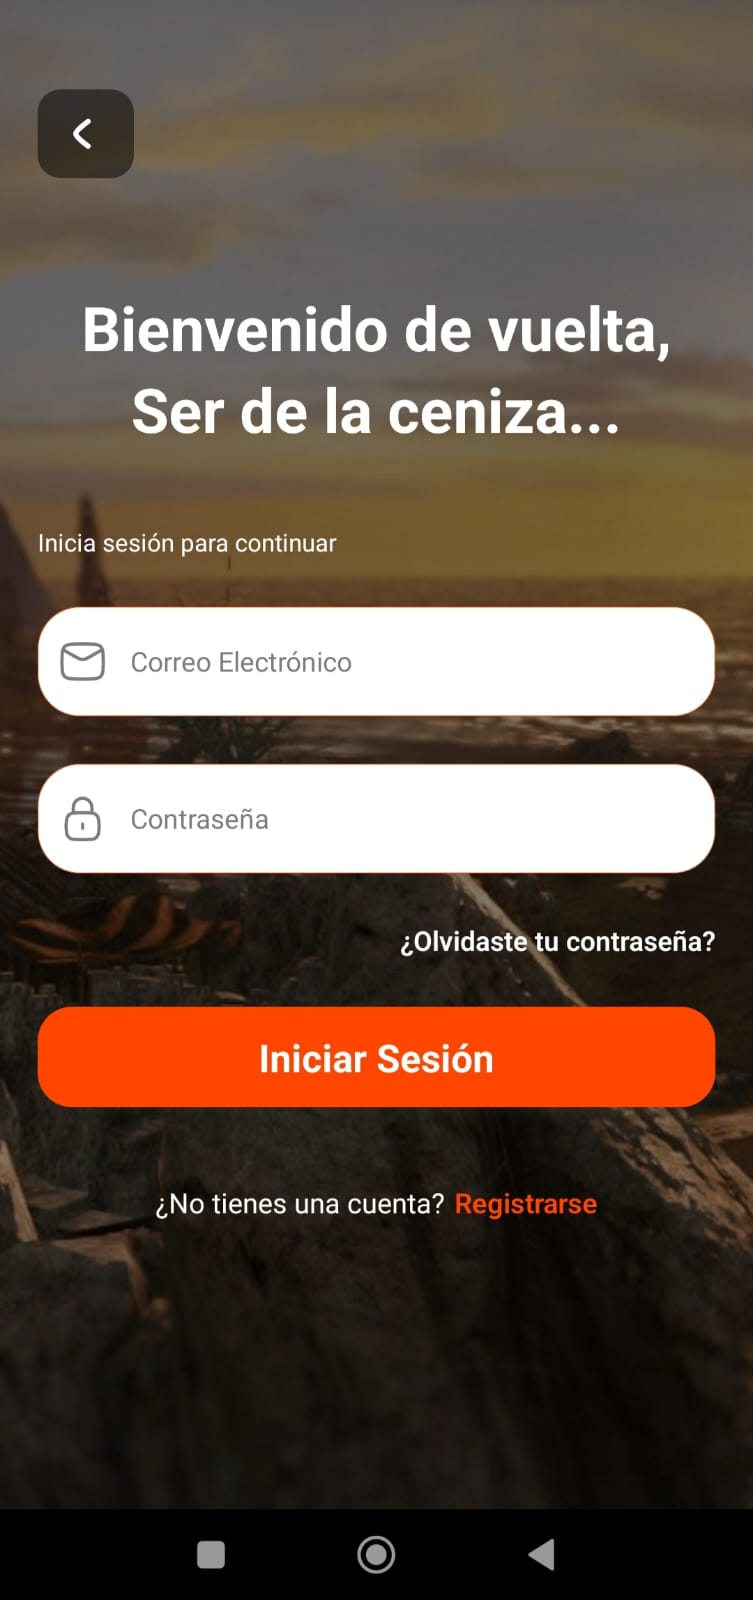 Bienvenido de vuelta,
Ser de la ceniza...
Inicia sesión para continuar
Correo Electrónico
Contraseña
¿Olvidaste tu contraseña?
Iniciar Sesión
¿No tienes una cuenta? Registrarse